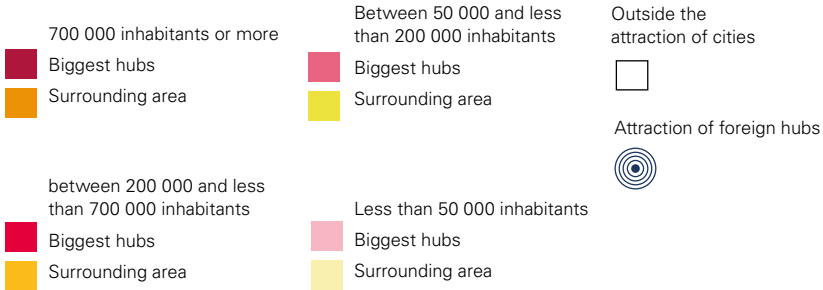 700 000 inhabitants or more
Biggest hubs
Surrounding area
between 200 000 and less
than 700 000 inhabitants
Biggest hubs
Surrounding area
Between 50 000 and less
than 200 000 inhabitants
Biggest hubs
Surrounding area
Less than 50 000 inhabitants
Biggest hubs
Surrounding area
Outside the
attraction of cities
Attraction of foreign hubs